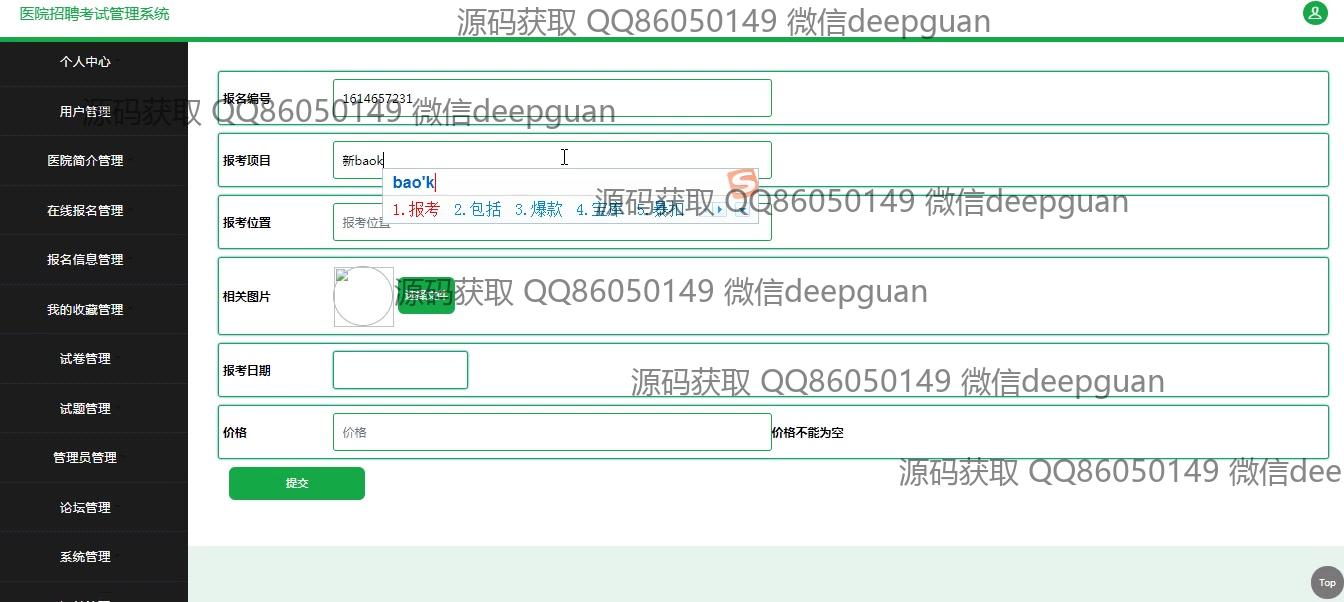 医院招聘考试管理系统
源码获取 QQ86050149 微信deepguan
个人中心
用户管理
医院简介管理
在线报名管理
报名信息管理
我的收藏管理
试卷管理
试题管理
管理员管理
论坛管理
系统管理
报名编号
1614657231
源码获取 QQ86050149 微信deepguan
报考项目
新baok
bao'k
1.报考 2.包括 3.爆款 4.宝库
源码获取 QQ86050149 微信deepguan
报考位置
报考位置
相关图片
选择文件
源码获取 QQ86050149 微信deepguan
报考日期
源码获取 QQ86050149 微信deepguan
价格
价格
价格不能为空
源码获取 QQ86050149 微信dee
提交
Top